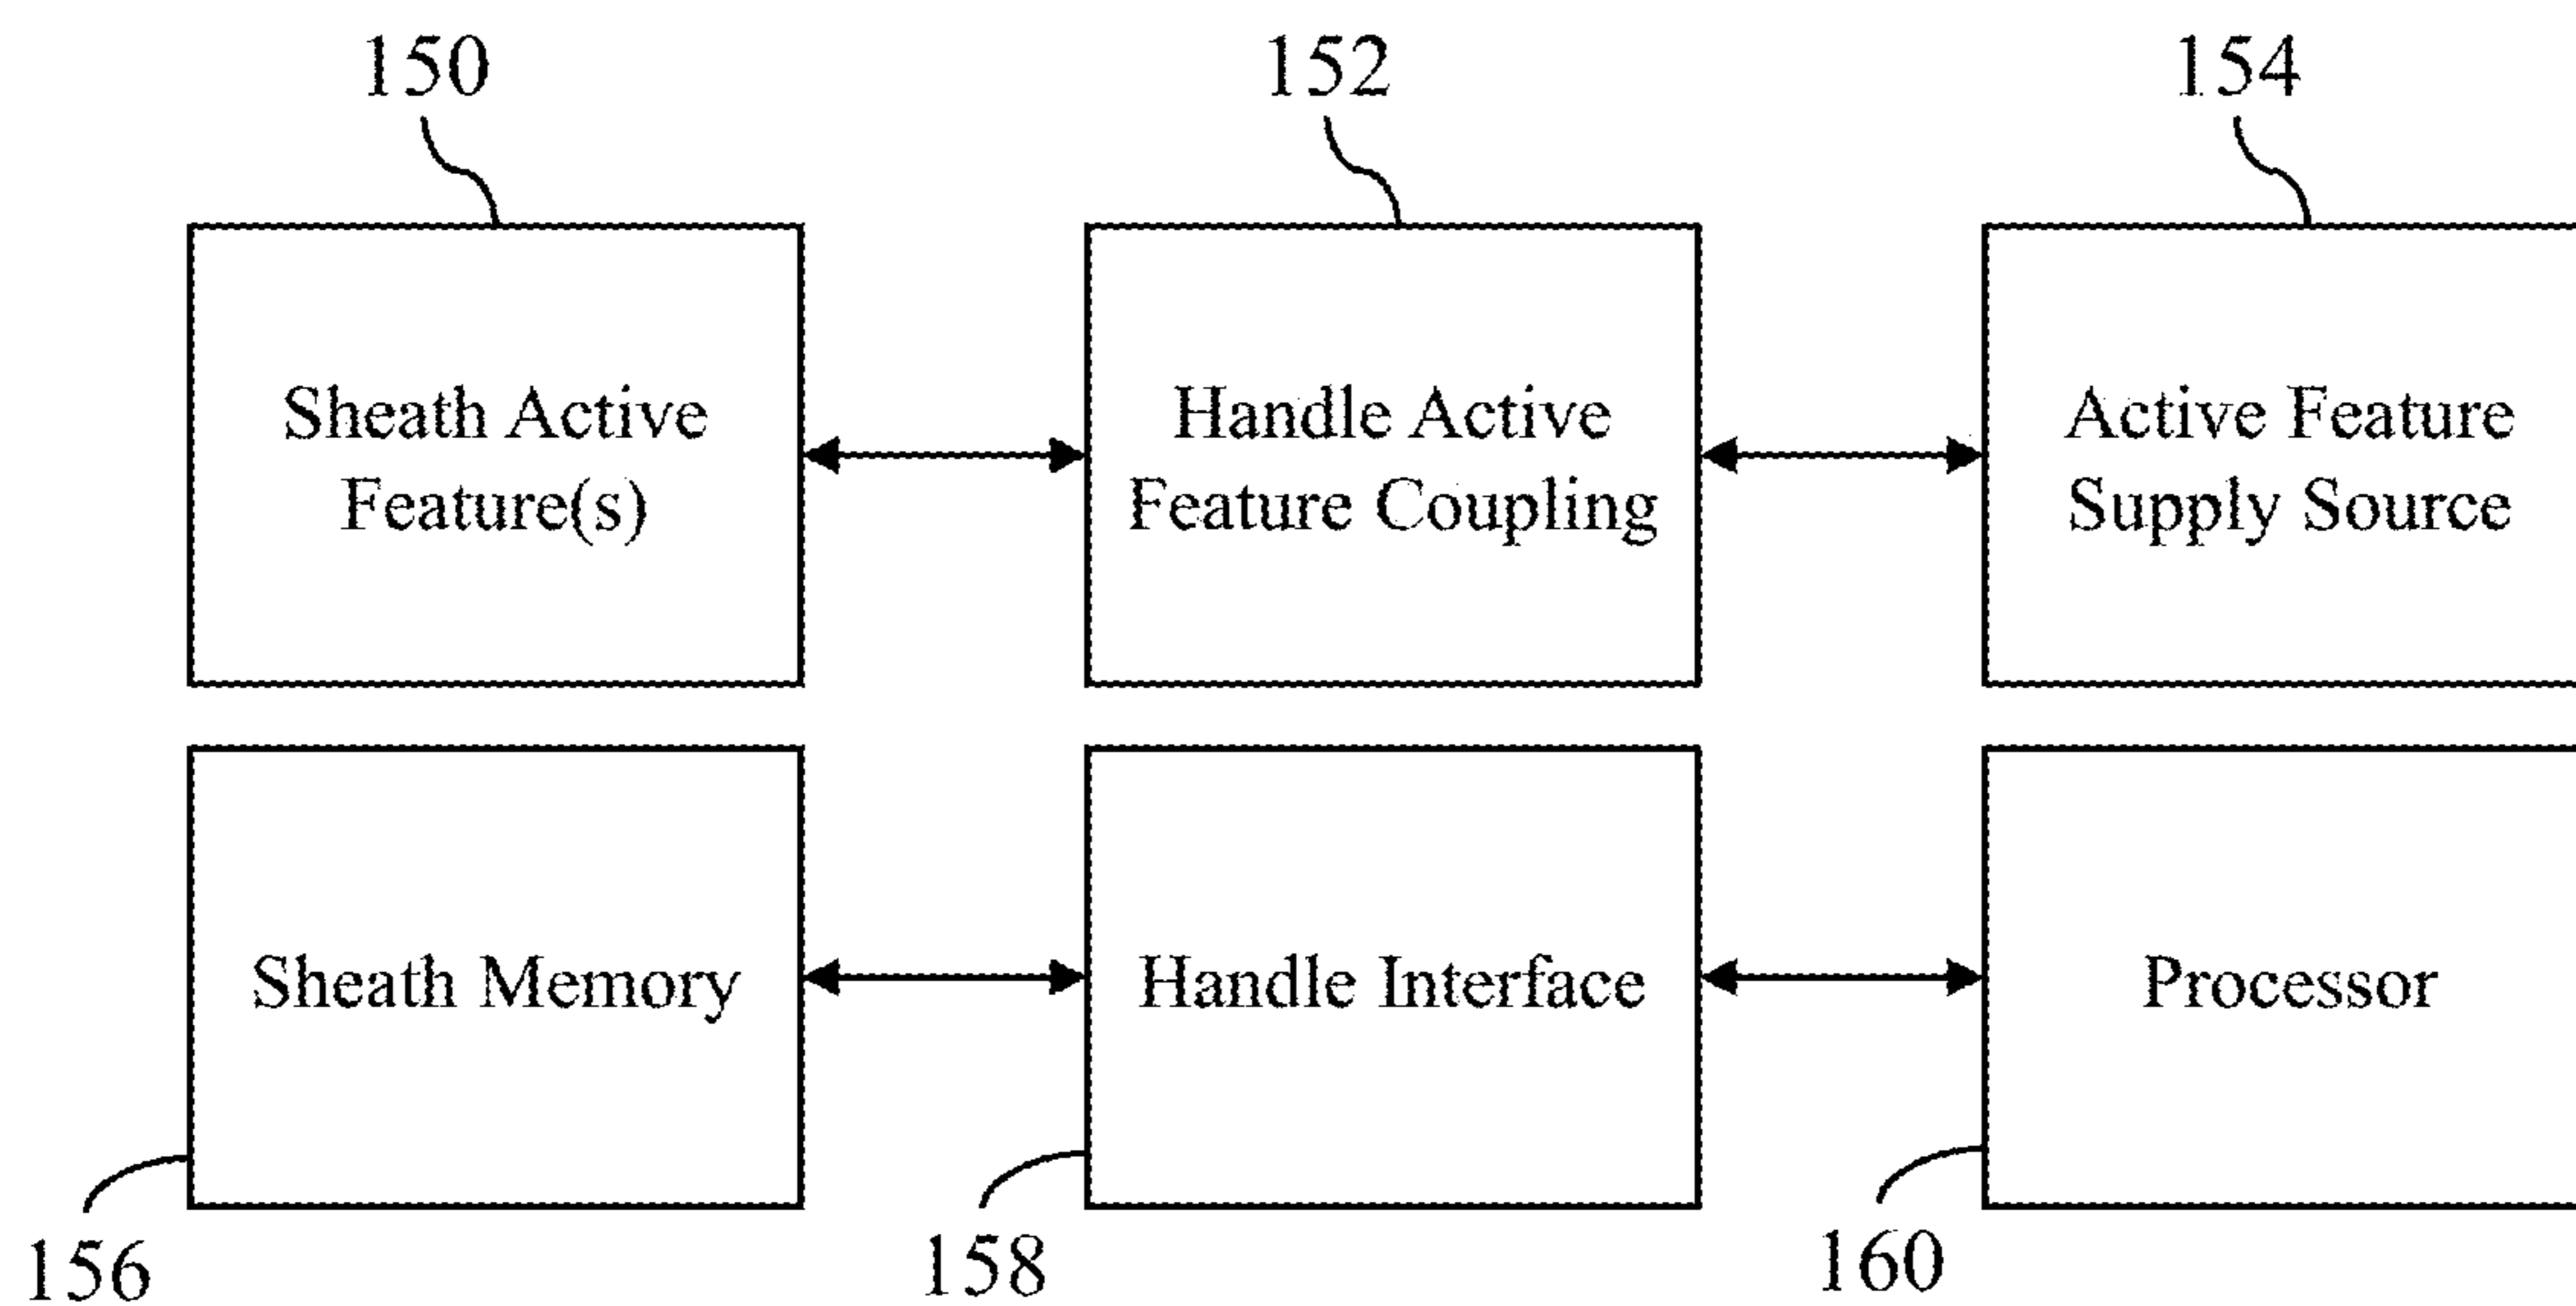 150
152
154
Sheath Active
Feature(s)
Handle Active
Feature Coupling
Active Feature
Supply Source
Sheath Memory
Handle Interface
Processor
156
158
160